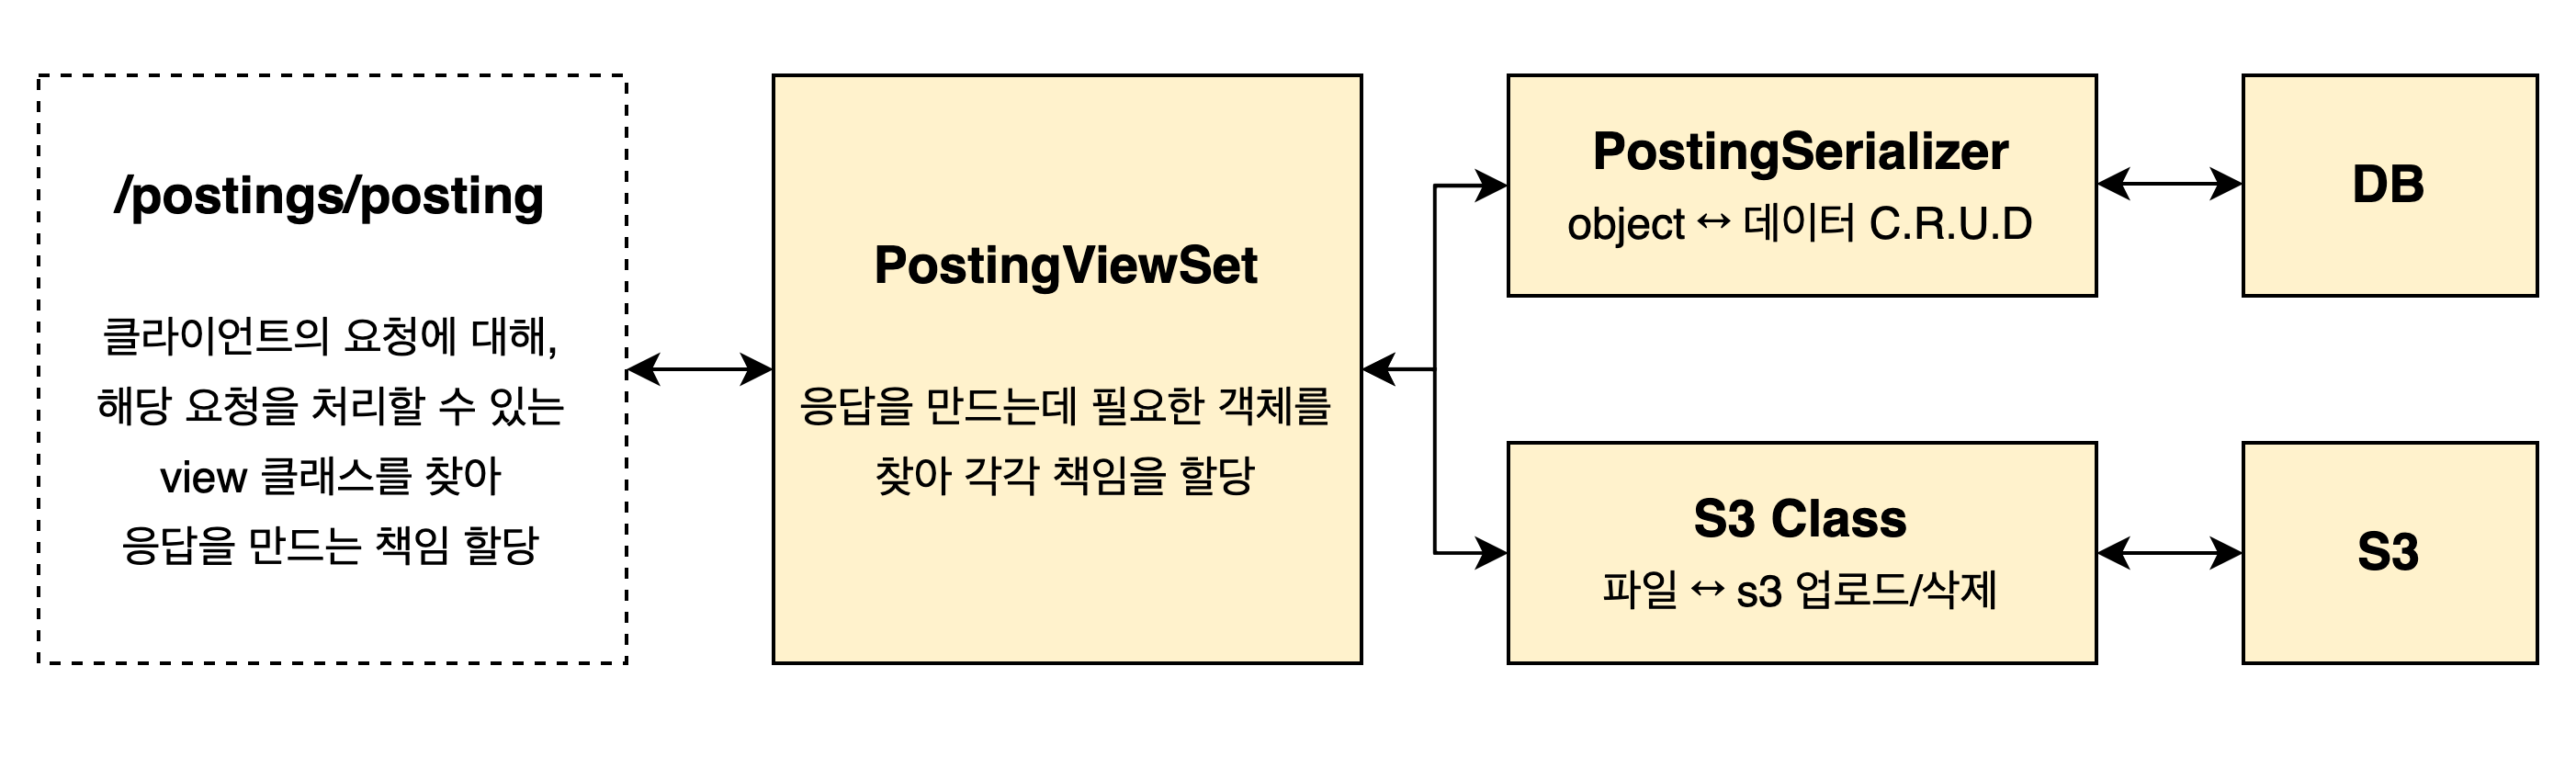 /postings/posting
클라이언트의 요청에 대해,
해당 요청을 처리할 수 있는
view 클래스를 찾아
응답을 만드는 책임 할당
PostingViewSet
응답을 만드는데 필요한 객체를
찾아 각각 책임을 할당
PostingSerializer
object ↔ 데이터 C.R.U.D
DB
S3 Class
파일 ↔ s3 업로드/삭제
S3